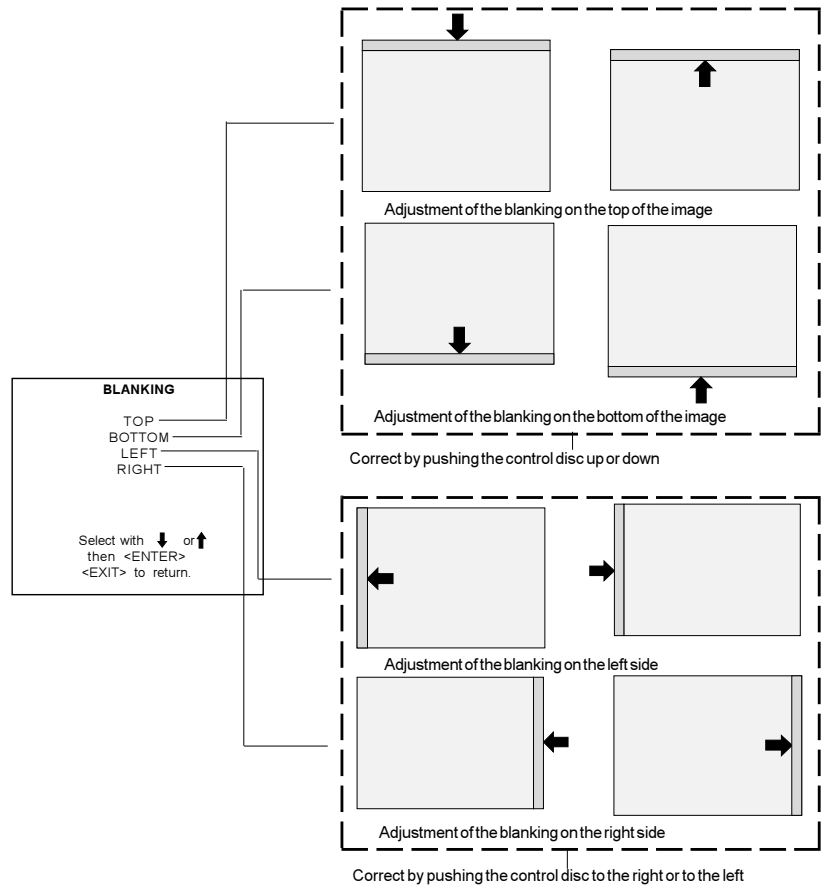 Adjustment of the blanking on the top of the image
Adjustment of the blanking on the bottom of the image
Correct by pushing the control disc up or down
BLANKING
TOP
BOTTOM
LEFT
RIGHT
Select with ⬇ or ⬆
then <ENTER>
<EXIT> to return.
Adjustment of the blanking on the left side
Adjustment of the blanking on the right side
Correct by pushing the control disc to the right or to the left